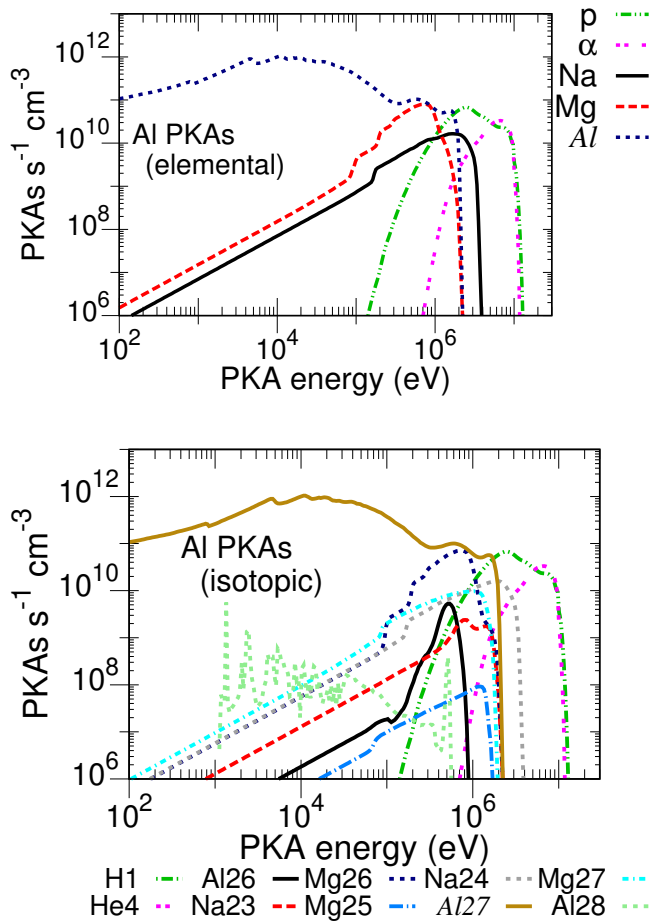 p
α
Na
Mg
Al
10^12
10^10
10^8
10^6
PKAs s^-1 cm^-3
Al PKAs
(elemental)
10^2 10^4 10^6
PKA energy (eV)
10^12
10^10
10^8
10^6
PKAs s^-1 cm^-3
Al PKAs
(isotopic)
10^2 10^4 10^6
PKA energy (eV)
H1 Al26 Mg26 Na24 Mg27
He4 Na23 Mg25 Al27 Al28